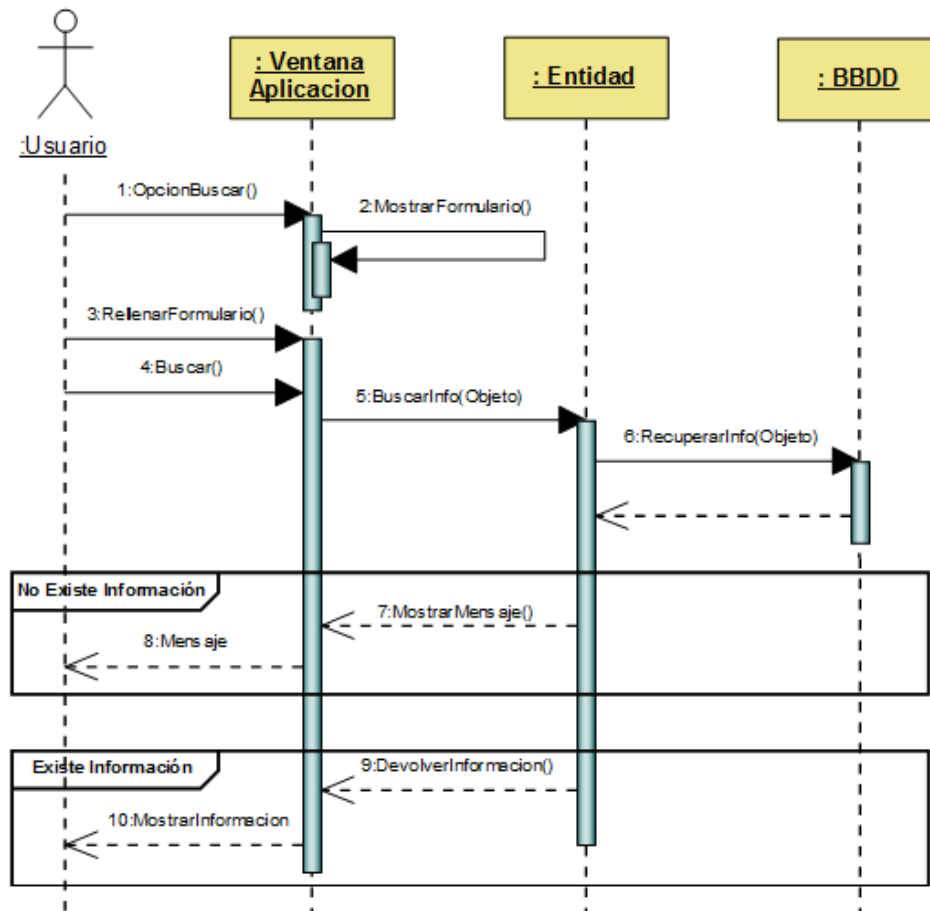 : Ventana
Aplicacion
: Entidad
: BBDD
:Usuario
1:OpcionBuscar()
2:MostrarFormulario()
3:RellenarFormulario()
4:Buscar()
5:BuscarInfo(Objeto)
6:RecuperarInfo(Objeto)
No Existe Información
7:MostrarMensaje()
8:Mensaje
Existe Información
9:DevolverInformacion()
10:MostrarInformacion